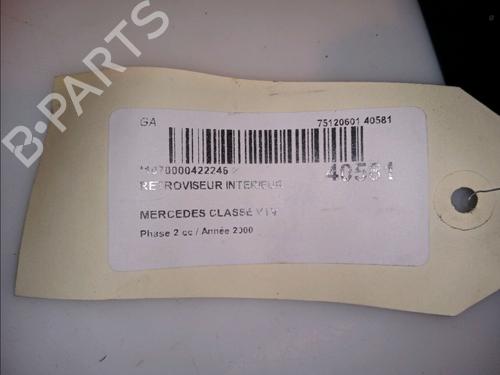 GA 75120601 40581
40581
RETROVISEUR INTERIEUR
MERCEDES CLASSE
Phase 2 cc / Année 2000
B-PARTS